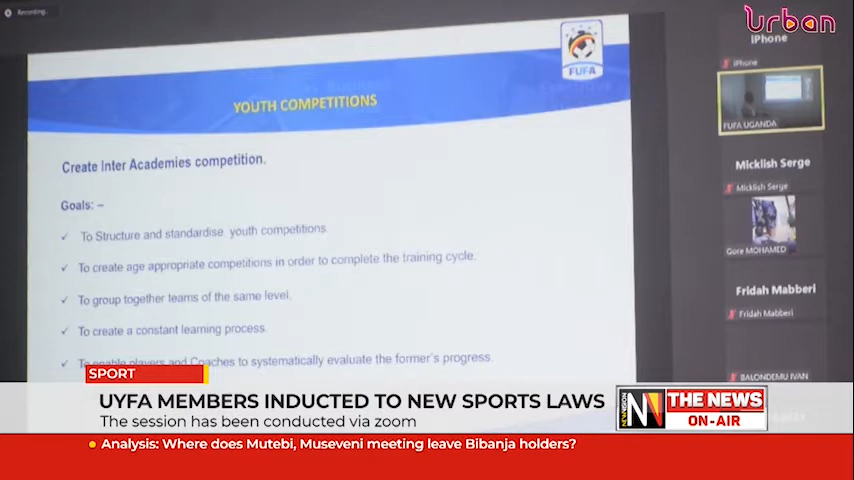 Recording...
Urban
FUFA
YOUTH COMPETITIONS
Create Inter Academies competition.
Goals: –
✓ To Structure and standardise youth competitions.
✓ To create age appropriate competitions in order to complete the training cycle.
✓ To group together teams of the same level.
✓ To create a constant learning process.
✓ To enable players and Coaches to systematically evaluate the former's progress.
iPhone
iPhone
FUFA UGANDA
Micklish Serge
Micklish Serge
Gore MOHAMED
Fridah Mabberi
Fridah Mabberi
BALONDEMU IVAN
SPORT
UYFA MEMBERS INDUCTED TO NEW SPORTS LAWS
The session has been conducted via zoom
NEW VISION
N
THE NEWS
ON-AIR
Analysis: Where does Mutebi, Museveni meeting leave Bibanja holders?